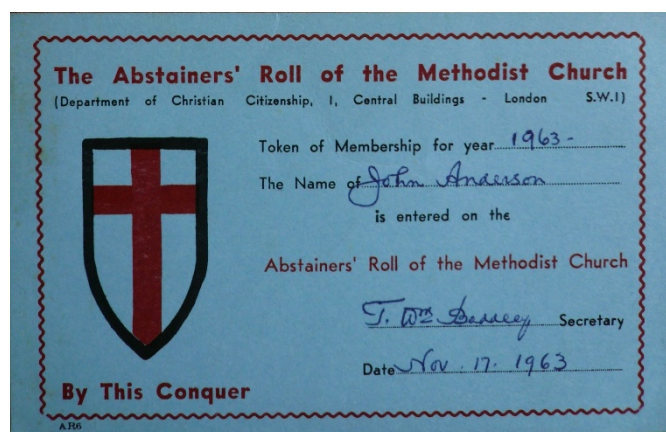 The Abstainers' Roll of the Methodist Church
(Department of Christian Citizenship, 1, Central Buildings - London S.W.1)
Token of Membership for year 1963-
The Name of John Anderson
is entered on the
Abstainers' Roll of the Methodist Church
T. Wm Secretary
Date Nov. 17. 1963
By This Conquer
A.R6